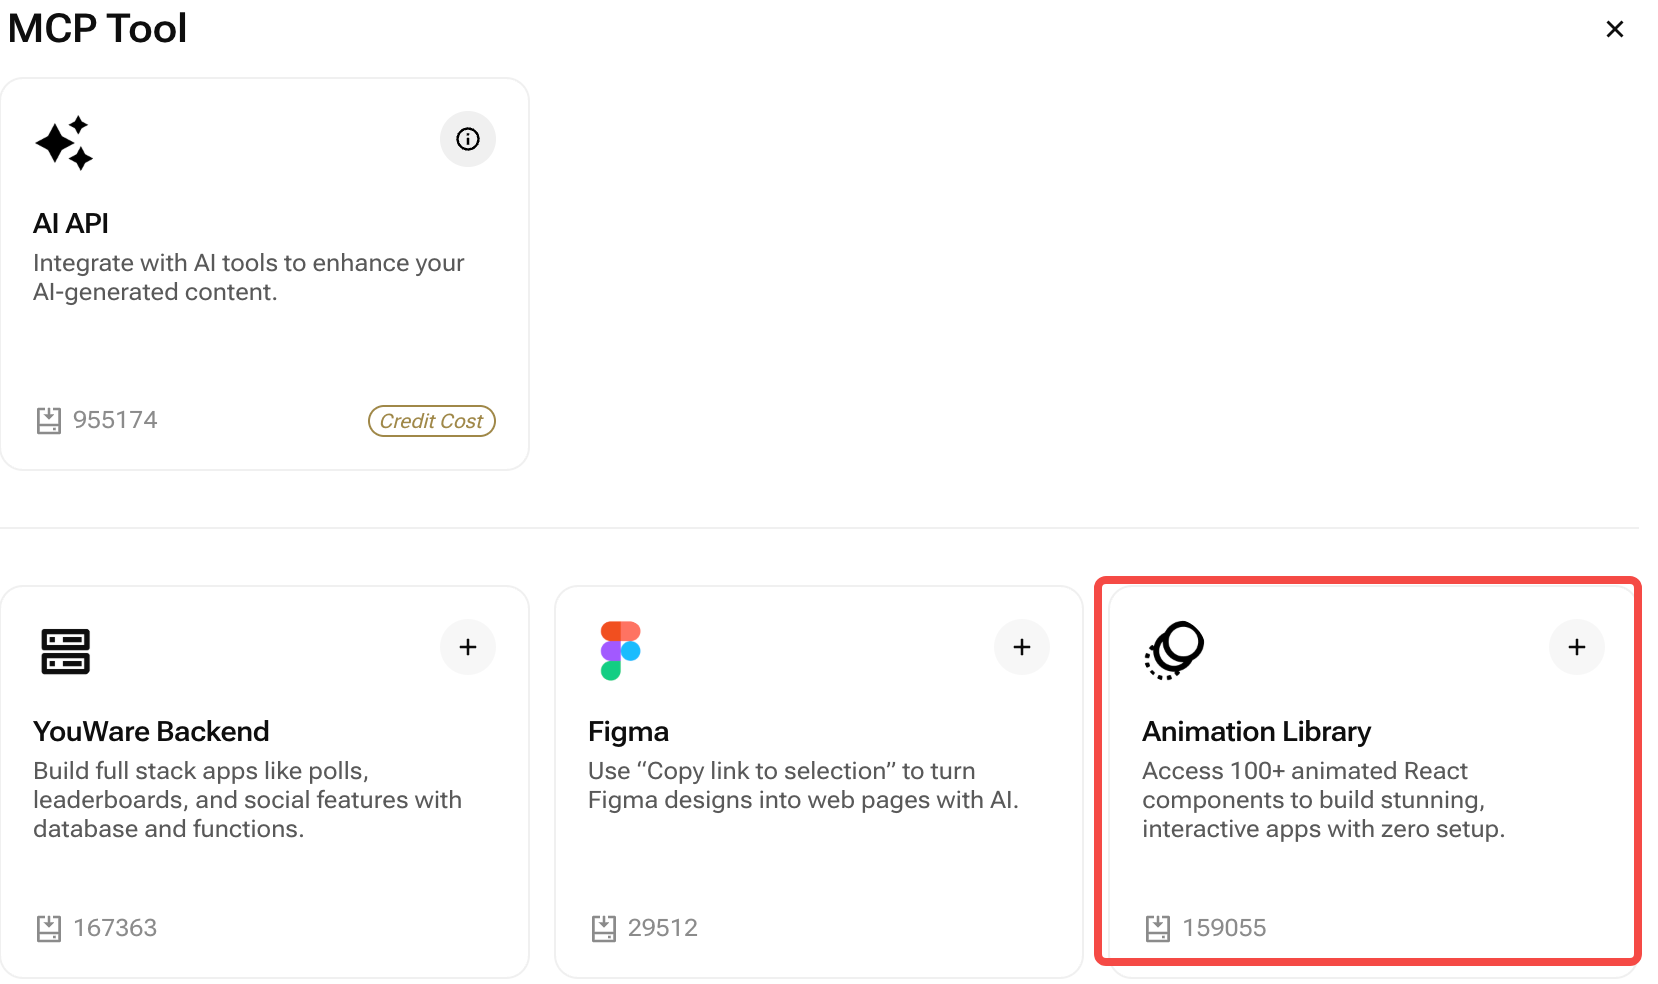 MCP Tool
AI API
Integrate with AI tools to enhance your
AI-generated content.
955174
Credit Cost
YouWare Backend
Build full stack apps like polls,
leaderboards, and social features with
database and functions.
167363
Figma
Use “Copy link to selection” to turn
Figma designs into web pages with AI.
29512
Animation Library
Access 100+ animated React
components to build stunning,
interactive apps with zero setup.
159055